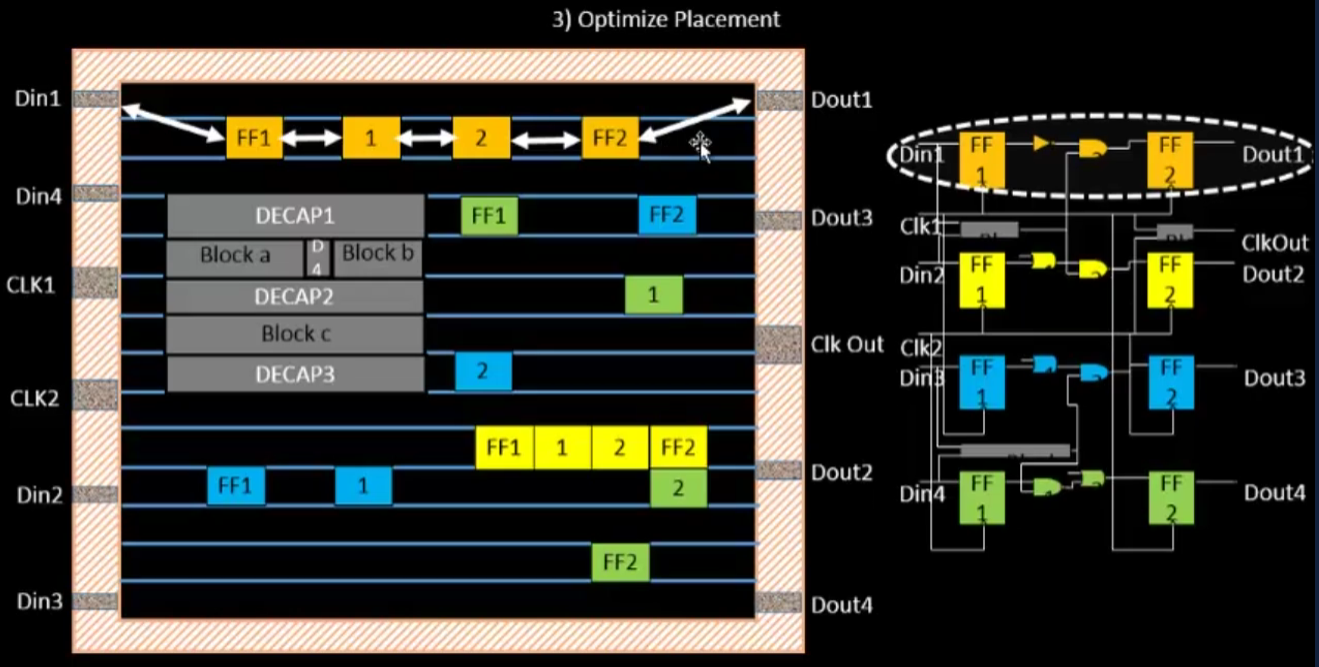 3) Optimize Placement
Din1
FF1
1
2
FF2
Dout1
Din4
DECAP1
FF1
FF2
Dout3
Block a
D
4
Block b
CLK1
DECAP2
1
Block c
Clk Out
DECAP3
2
CLK2
FF1
1
2
FF2
Din2
FF1
1
2
Dout2
FF2
Din3
Dout4
Din1
FF
1
FF
2
Dout1
Clk1
ClkOut
Din2
FF
1
FF
2
Dout2
Clk2
Din3
FF
1
FF
2
Dout3
Din4
FF
1
FF
2
Dout4